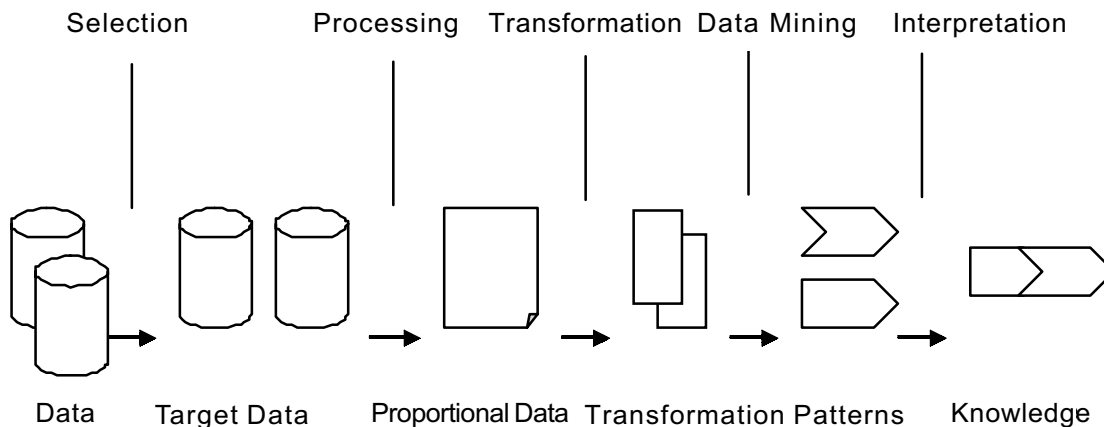 Selection Processing Transformation Data Mining Interpretation
Data Target Data Proportional Data Transformation Patterns Knowledge